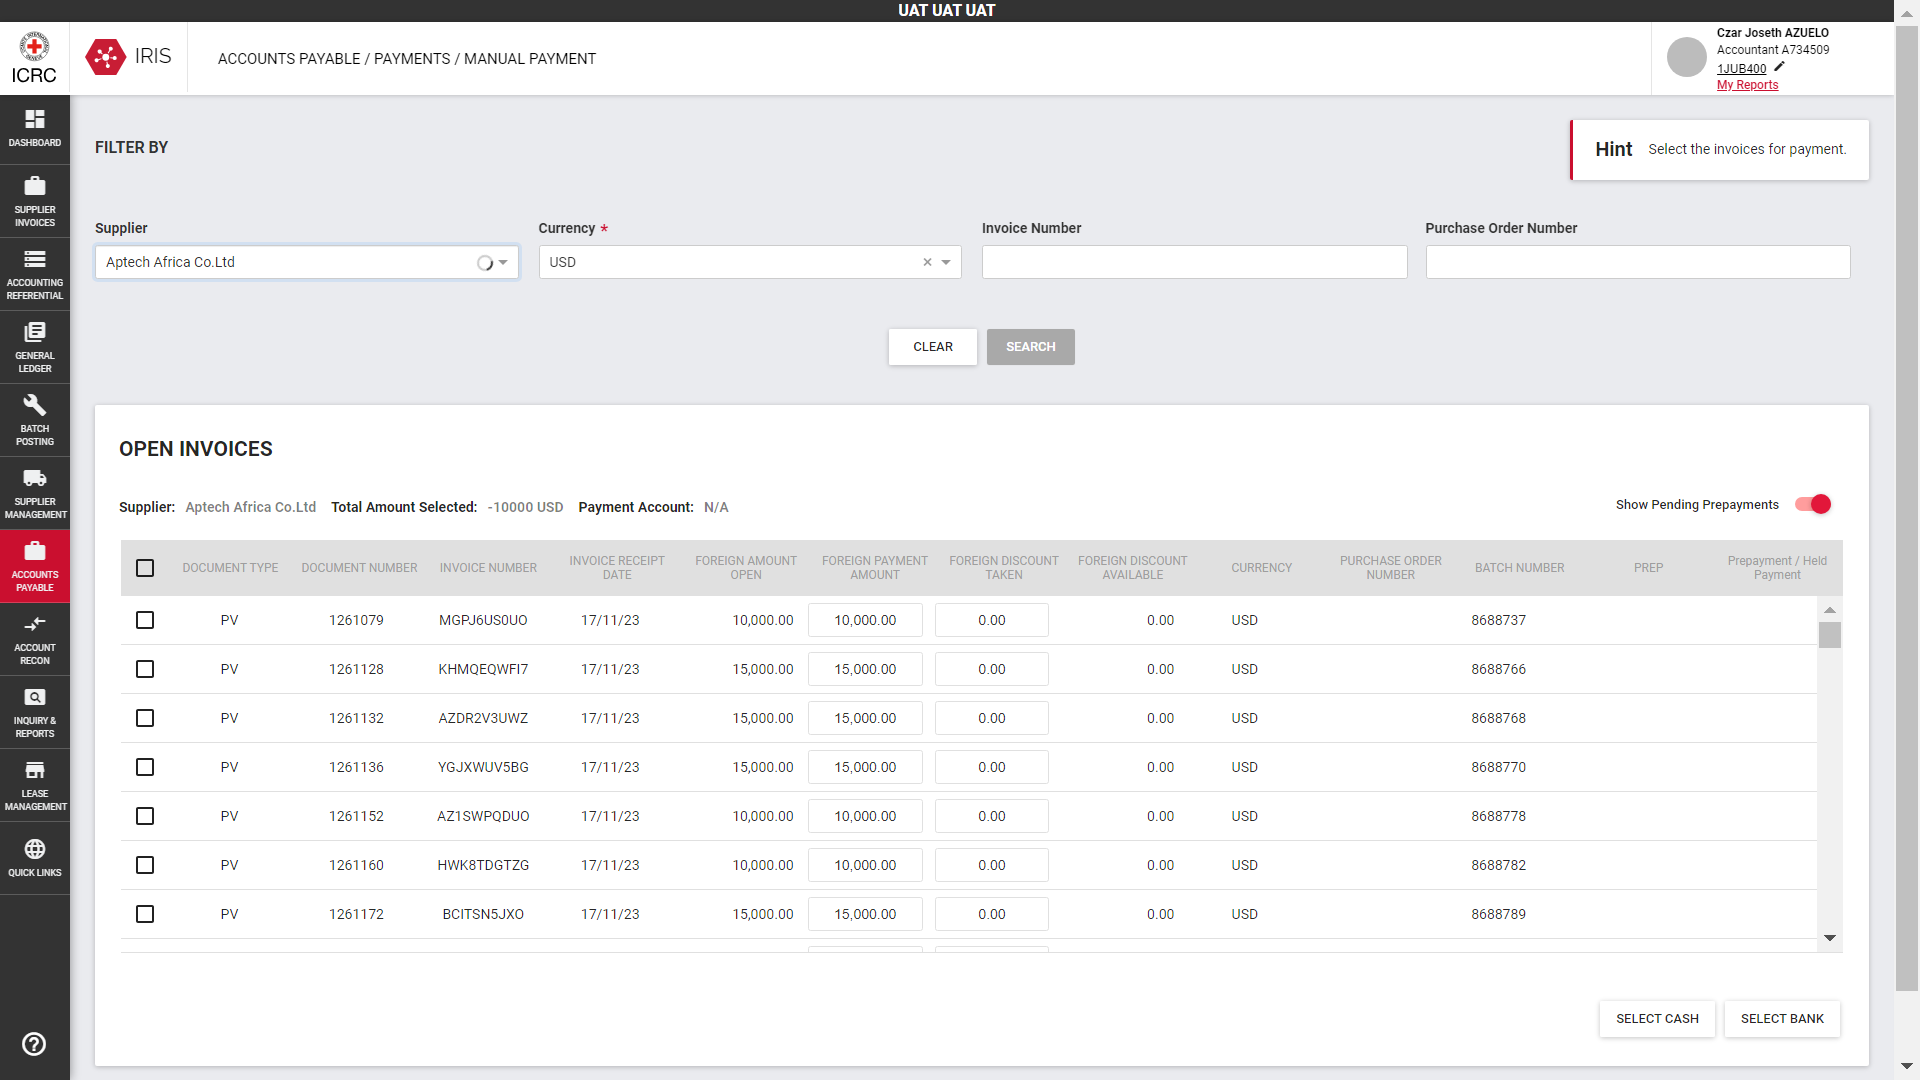 UAT UAT UAT
ICRC
IRIS
ACCOUNTS PAYABLE / PAYMENTS / MANUAL PAYMENT
Czar Joseth AZUELO
Accountant A734509
1JUB400
My Reports
DASHBOARD
SUPPLIER
INVOICES
ACCOUNTING
REFERENTIAL
GENERAL
LEDGER
BATCH
POSTING
SUPPLIER
MANAGEMENT
ACCOUNTS
PAYABLE
ACCOUNT
RECON
INQUIRY &
REPORTS
LEASE
MANAGEMENT
QUICK LINKS
FILTER BY
Hint Select the invoices for payment.
Supplier Currency * Invoice Number Purchase Order Number
Aptech Africa Co.Ltd USD
CLEAR SEARCH
OPEN INVOICES
Supplier: Aptech Africa Co.Ltd Total Amount Selected: -10000 USD Payment Account: N/A Show Pending Prepayments
DOCUMENT TYPE DOCUMENT NUMBER INVOICE NUMBER INVOICE RECEIPT DATE FOREIGN AMOUNT OPEN FOREIGN PAYMENT AMOUNT FOREIGN DISCOUNT TAKEN FOREIGN DISCOUNT AVAILABLE CURRENCY PURCHASE ORDER NUMBER BATCH NUMBER PREP Prepayment / Held Payment
PV 1261079 MGPJ6US0UO 17/11/23 10,000.00 10,000.00 0.00 0.00 USD 8688737
PV 1261128 KHMQEQWFI7 17/11/23 15,000.00 15,000.00 0.00 0.00 USD 8688766
PV 1261132 AZDR2V3UWZ 17/11/23 15,000.00 15,000.00 0.00 0.00 USD 8688768
PV 1261136 YGJXWUV5BG 17/11/23 15,000.00 15,000.00 0.00 0.00 USD 8688770
PV 1261152 AZ1SWPQDUO 17/11/23 10,000.00 10,000.00 0.00 0.00 USD 8688778
PV 1261160 HWK8TDGTZG 17/11/23 10,000.00 10,000.00 0.00 0.00 USD 8688782
PV 1261172 BCITSN5JXO 17/11/23 15,000.00 15,000.00 0.00 0.00 USD 8688789
SELECT CASH SELECT BANK